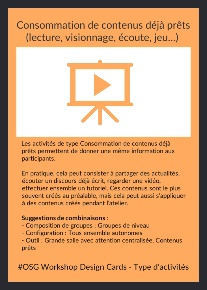 Consommation de contenus déjà prêts
(lecture, visionnage, écoute, jeu...)
Les activités de type Consommation de contenus déjà
prêts permettent de donner une même information aux
participants.
En pratique, cela peut consister à partager des actualités,
écouter un discours déjà écrit, regarder une vidéo,
effectuer ensemble un tutoriel. Ces contenus sont le plus
souvent créés au préalable, mais cela peut aussi s'appliquer
à des contenus créés pendant l'atelier.
Suggestions de combinaisons :
- Composition de groupes : Groupes de niveau
- Configuration : Tous ensemble autonomes
- Outil : Grande salle avec attention centralisée, Contenus
prêts
#OSG Workshop Design Cards - Type d'activités